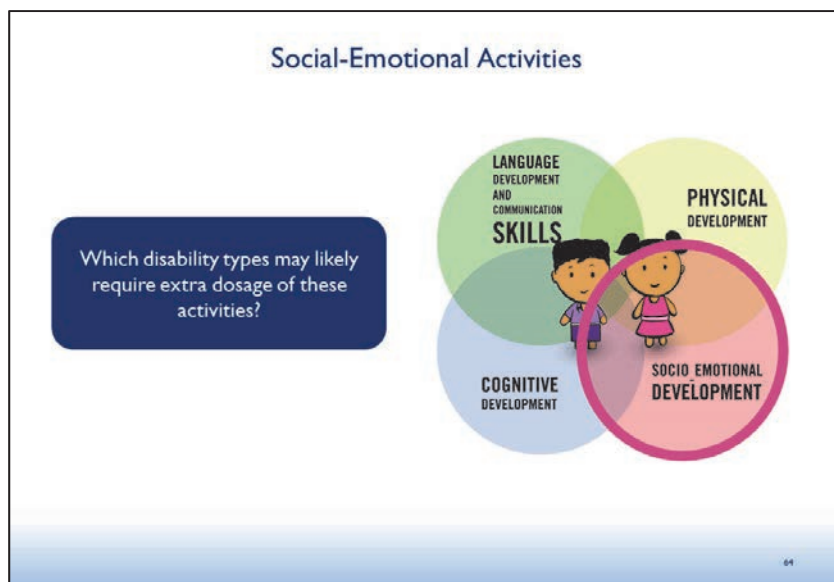 Social-Emotional Activities
Which disability types may likely
require extra dosage of these
activities?
LANGUAGE
DEVELOPMENT
AND
COMMUNICATION
SKILLS
PHYSICAL
DEVELOPMENT
COGNITIVE
DEVELOPMENT
SOCIO-EMOTIONAL
DEVELOPMENT
64